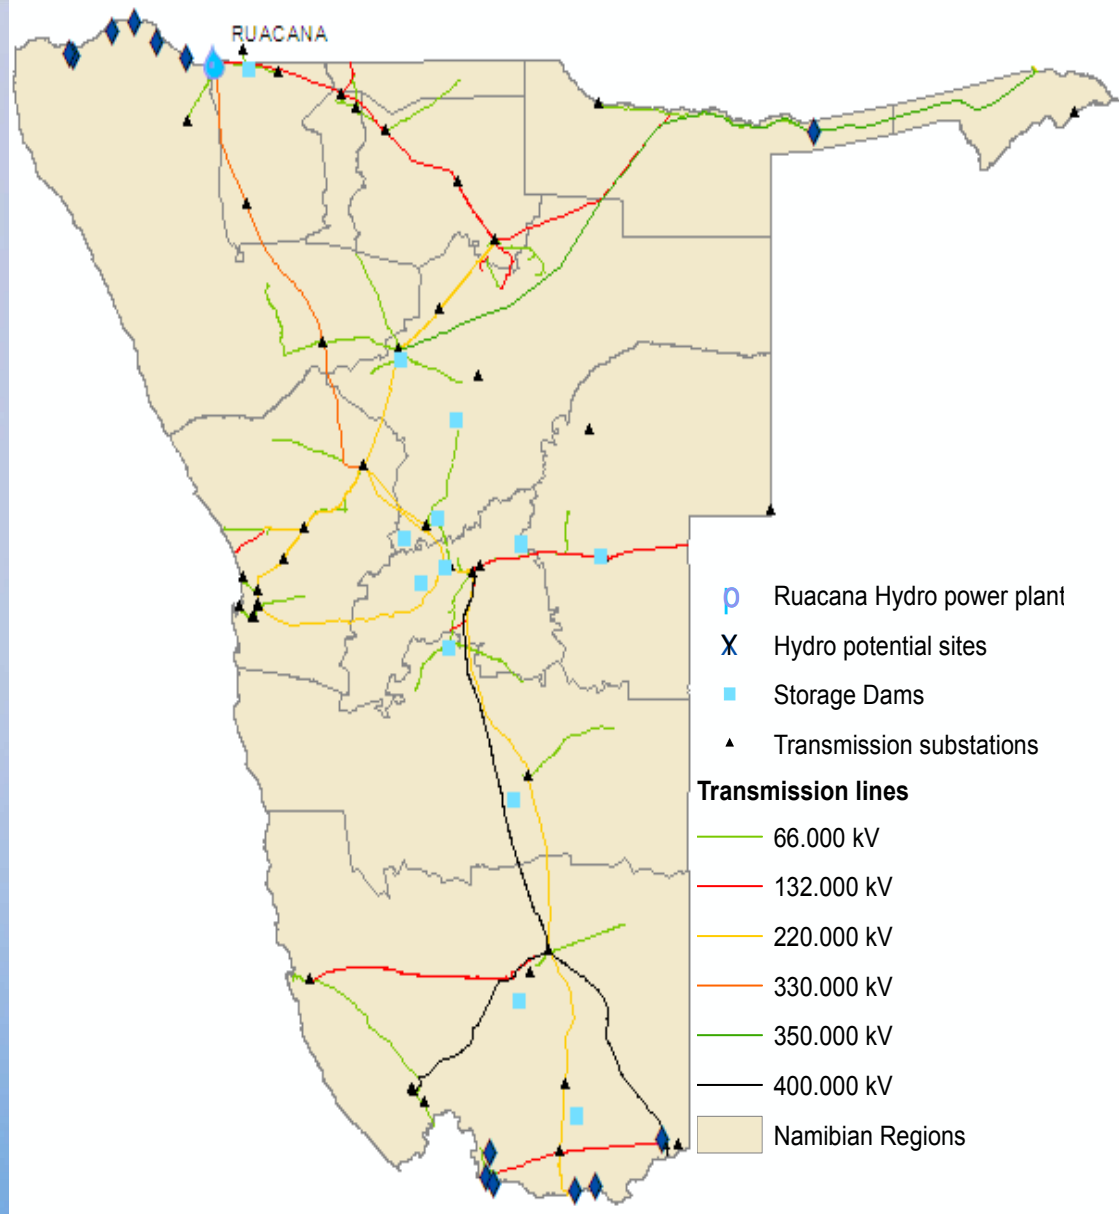 RUACANA
p Ruacana Hydro power plant
Hydro potential sites
Storage Dams
Transmission substations
Transmission lines
66.000 kV
132.000 kV
220.000 kV
330.000 kV
350.000 kV
400.000 kV
Namibian Regions